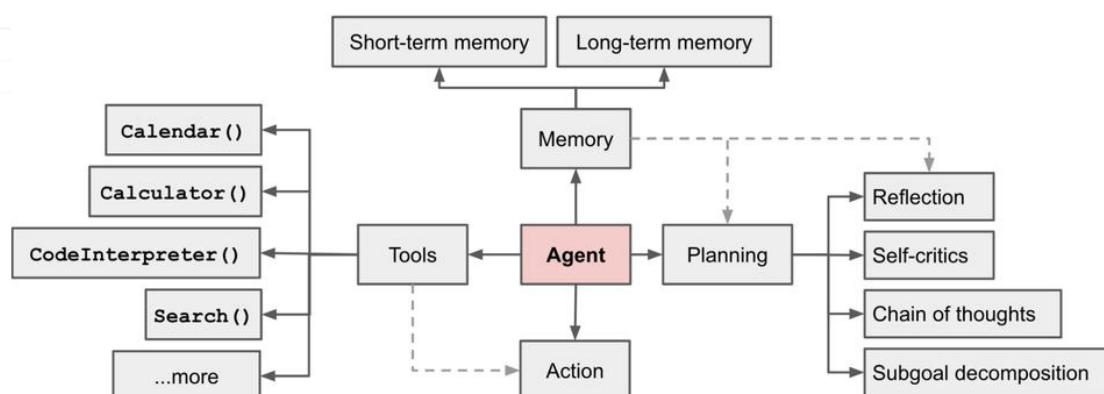 Short-term memory
Long-term memory
Calendar()
Memory
Calculator()
Reflection
CodeInterpreter()
Tools
Agent
Planning
Self-critics
Search()
Chain of thoughts
...more
Action
Subgoal decomposition